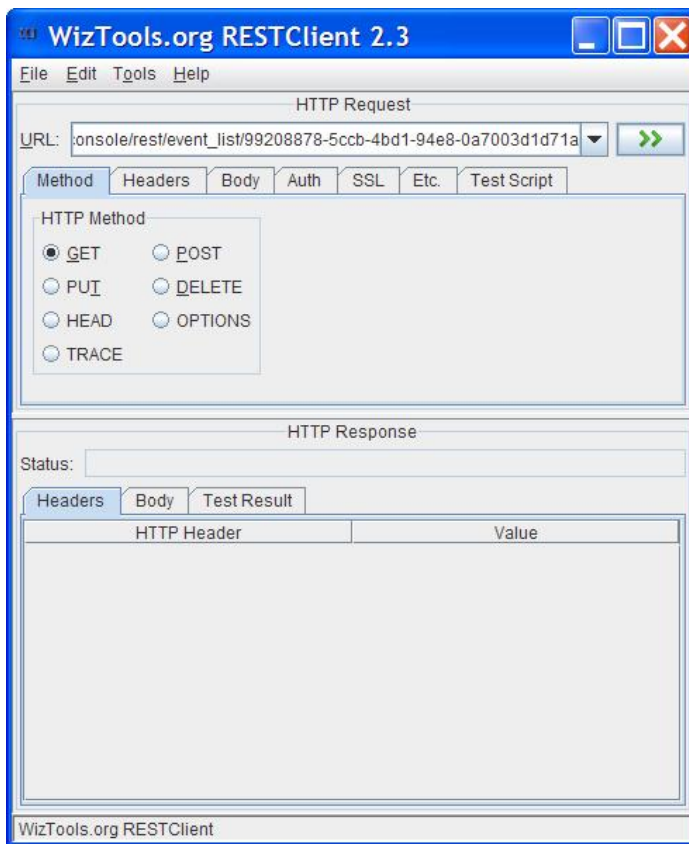 WizTools.org RESTClient 2.3
File Edit Tools Help
HTTP Request
URL: :onsole/rest/event_list/99208878-5ccb-4bd1-94e8-0a7003d1d71a >>
Method Headers Body Auth SSL Etc. Test Script
HTTP Method
GET POST
PUT DELETE
HEAD OPTIONS
TRACE
HTTP Response
Status:
Headers Body Test Result
HTTP Header Value
WizTools.org RESTClient